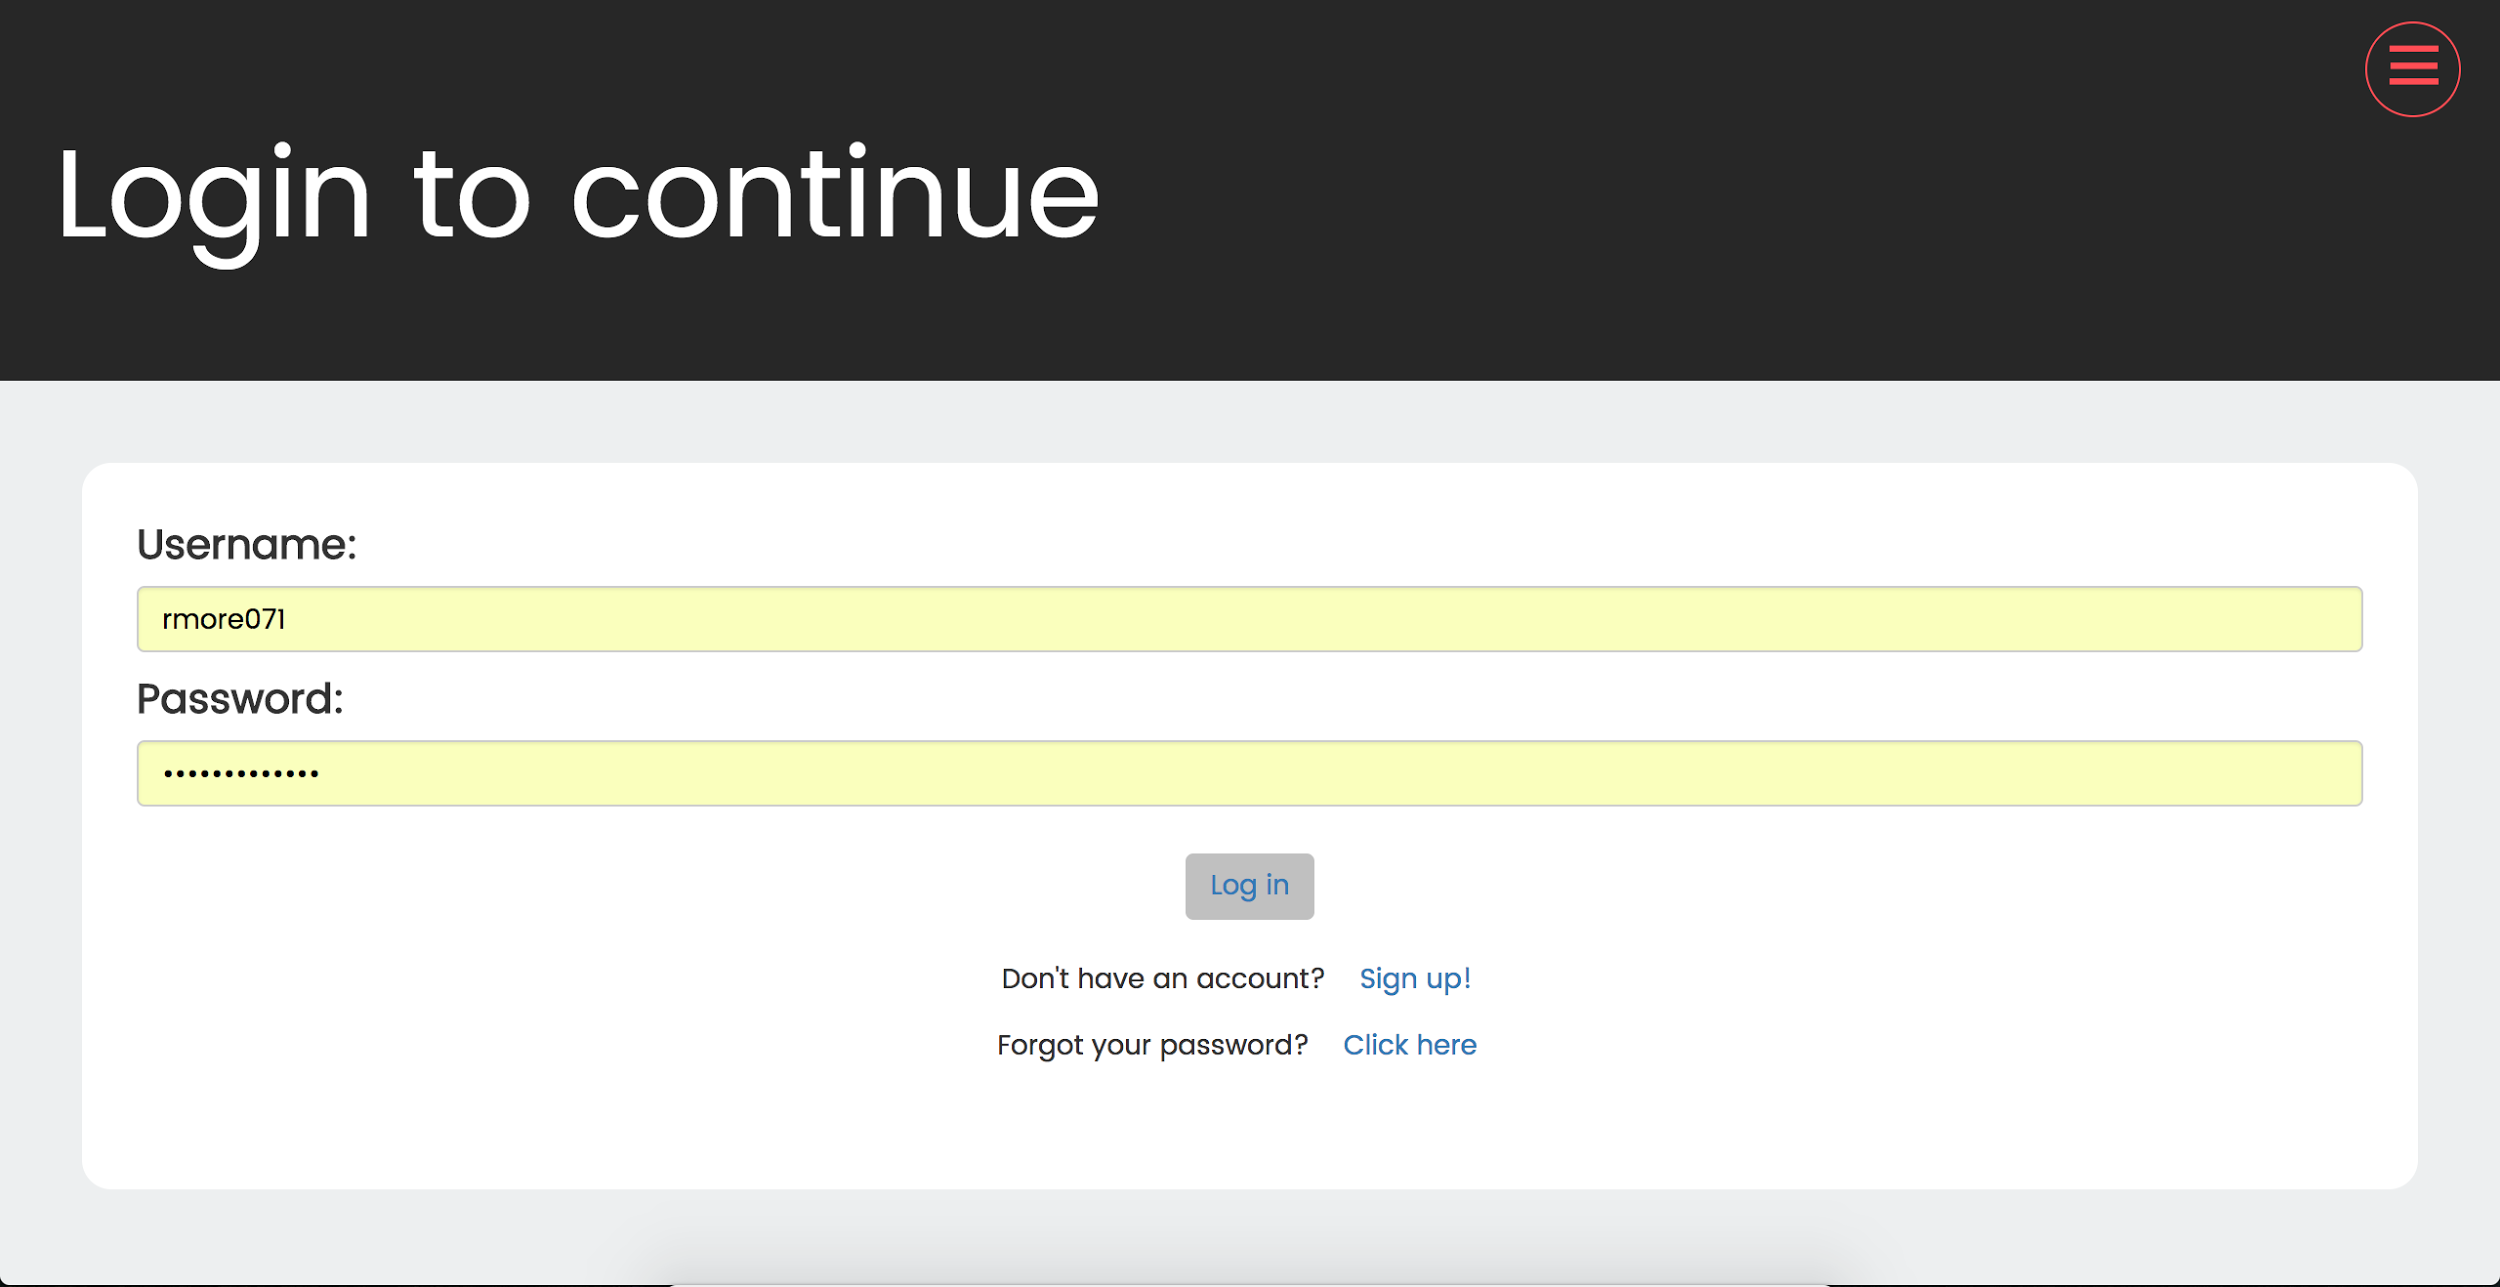 Login to continue
Username:
rmore071
Password:
•••••••••••••
Log in
Don't have an account? Sign up!
Forgot your password? Click here